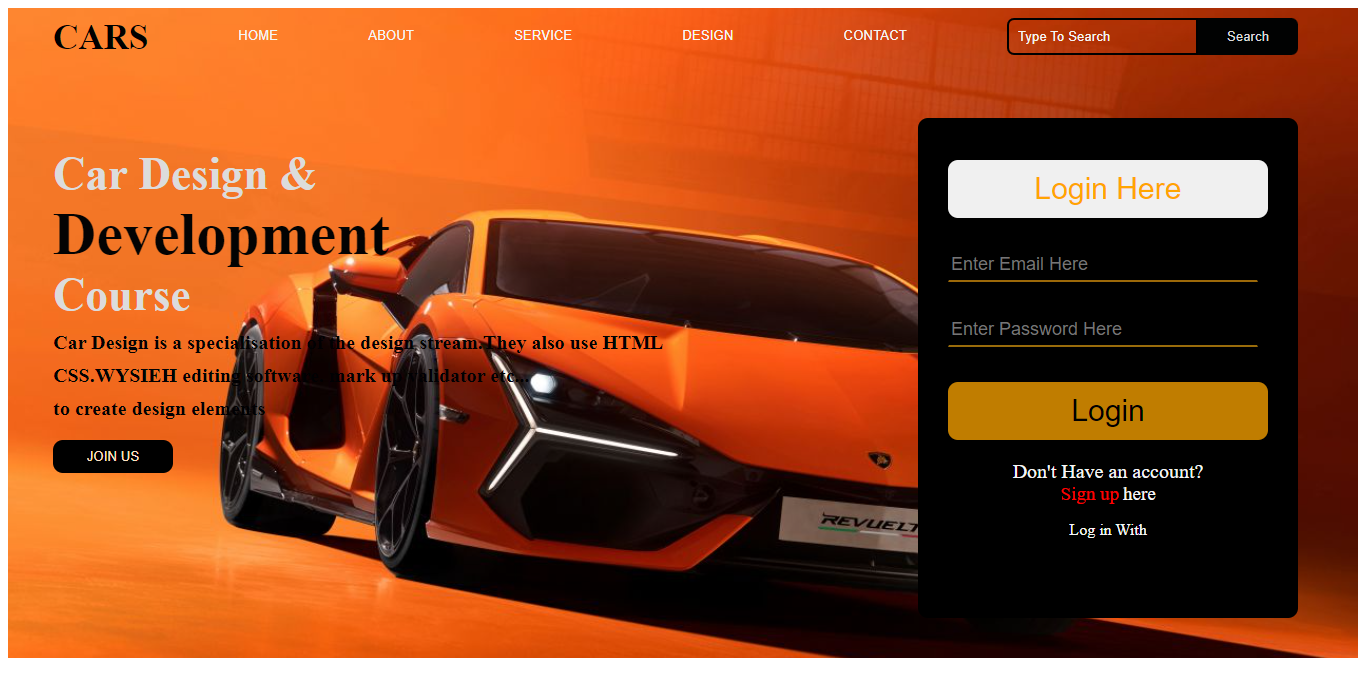 CARS
HOME
ABOUT
SERVICE
DESIGN
CONTACT
Type To Search
Search
Car Design &
Development
Course
Car Design is a specialisation of the design stream.They also use HTML
CSS.WYSIEH editing software, mark up validator etc...
to create design elements
JOIN US
REVUELT
Login Here
Enter Email Here
Enter Password Here
Login
Don't Have an account?
Sign up here
Log in With